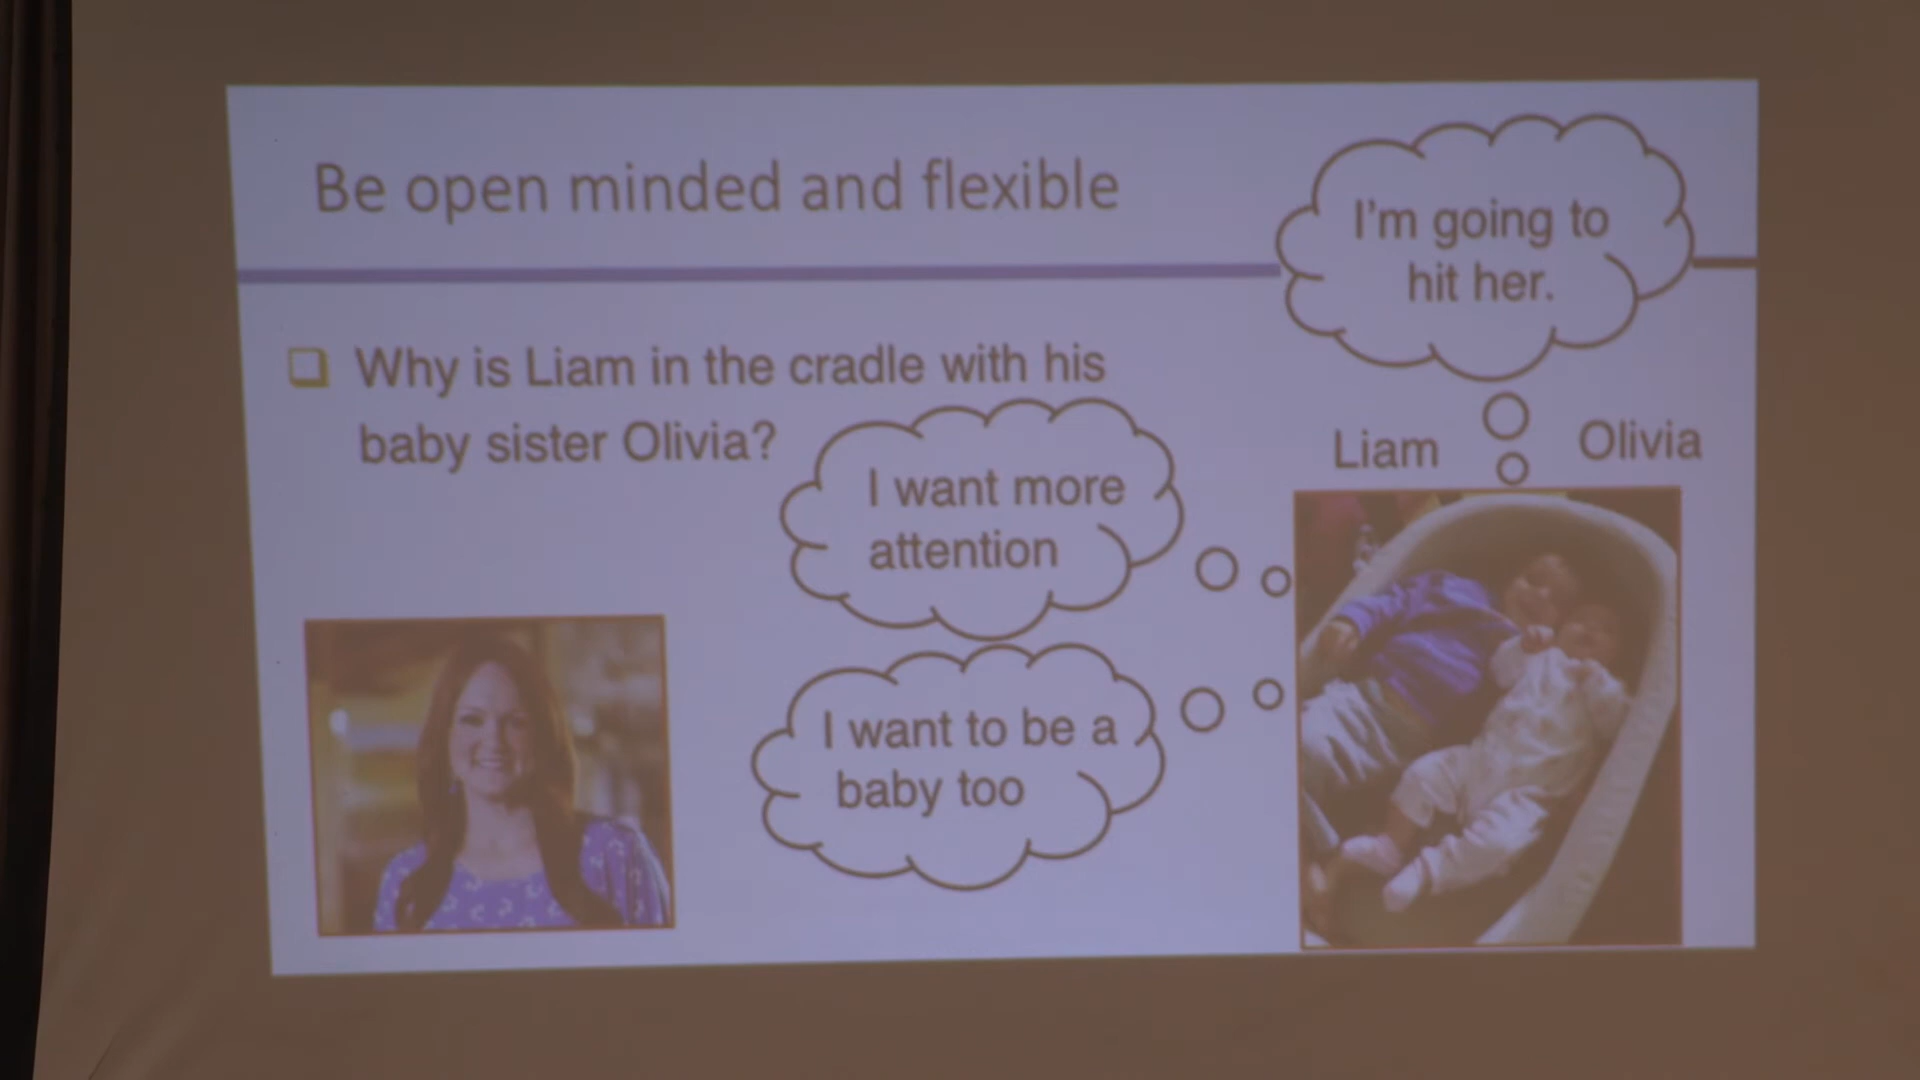 Be open minded and flexible
I'm going to
hit her.
Why is Liam in the cradle with his
baby sister Olivia?
Liam
Olivia
I want more
attention
I want to be a
baby too